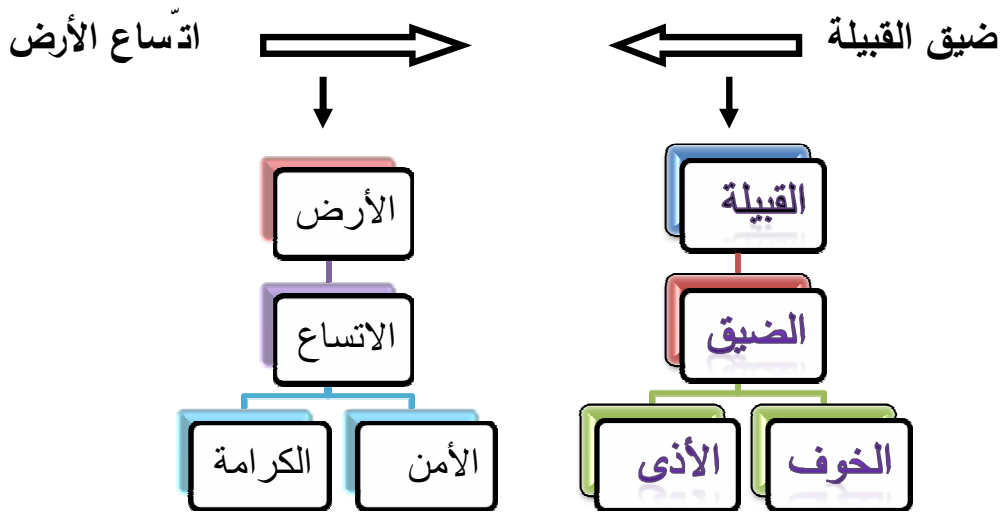 ضيق القبيلة
اتّساع الأرض
القبيلة
الضيق
الخوف
الأذى
الأرض
الاتساع
الأمن
الكرامة